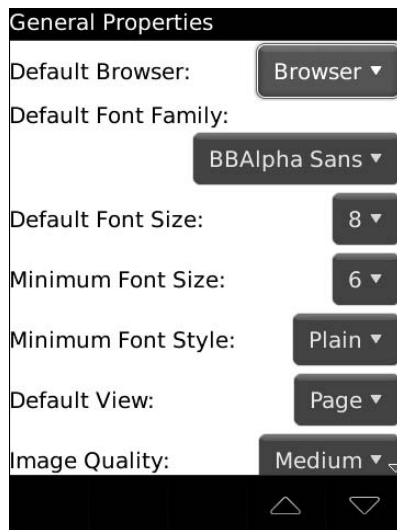 General Properties
Default Browser: Browser
Default Font Family:
BBAlpha Sans
Default Font Size: 8
Minimum Font Size: 6
Minimum Font Style: Plain
Default View: Page
Image Quality: Medium